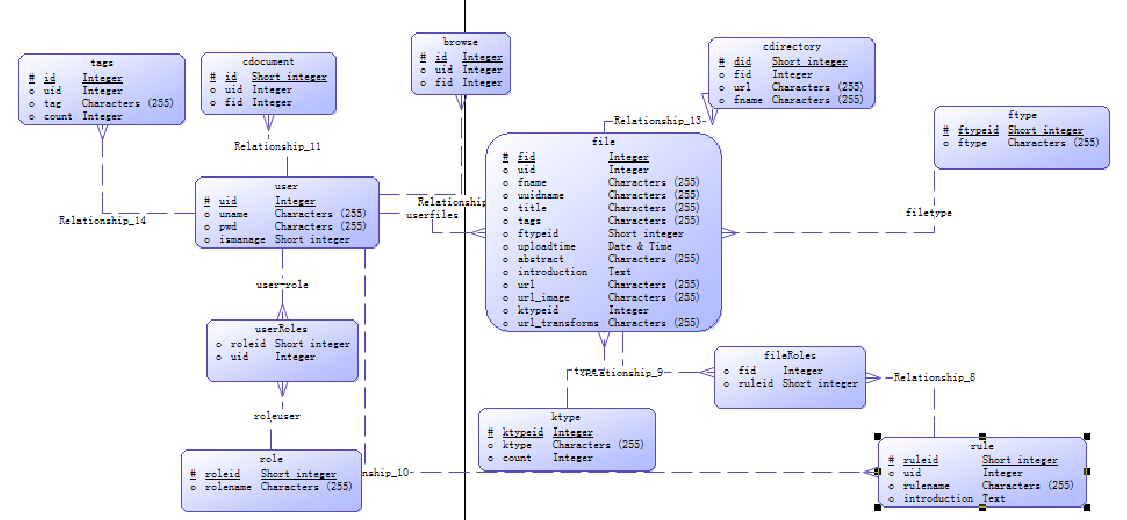 tags
# id Integer
o uid Integer
o tag Characters (255)
o count Integer
cdocument
# id Short integer
o uid Integer
o fid Integer
browse
# id Integer
o uid Integer
o fid Integer
cdirectory
# did Short integer
o fid Integer
o url Characters (255)
o fname Characters (255)
ftype
# ftypeid Short integer
o ftype Characters (255)
Relationship_13
Relationship_11
user
# uid Integer
o uname Characters (255)
o pwd Characters (255)
o ismanage Short integer
Relationship_14
Relationship
userfiles
file
# fid Integer
o uid Integer
o fname Characters (255)
o uuidname Characters (255)
o title Characters (255)
o tags Characters (255)
o ftypeid Short integer
o uploadtime Date & Time
o abstract Characters (255)
o introduction Text
o url Characters (255)
o url_image Characters (255)
o ktypeid Integer
o url_transforms Characters (255)
filetype
user-role
userRoles
o roleid Short integer
o uid Integer
roleuser
role
# roleid Short integer
o rolename Characters (255)
nship_10
type
elationship_9
ktype
# ktypeid Integer
o ktype Characters (255)
o count Integer
fileRoles
o fid Integer
o ruleid Short integer
Relationship_8
rule
# ruleid Short integer
o uid Integer
o rulename Characters (255)
o introduction Text